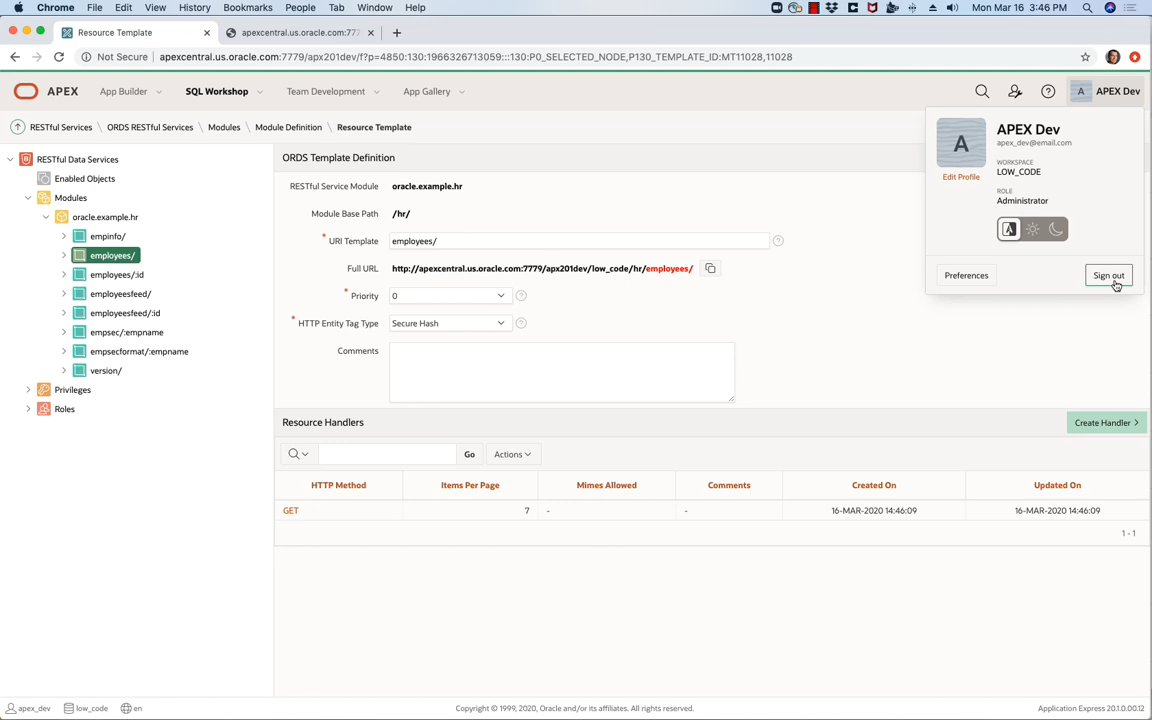 Chrome File Edit View History Bookmarks People Tab Window Help Mon Mar 16 3:46 PM
Resource Template
apexcentral.us.oracle.com:777
Not Secure apexcentral.us.oracle.com:7779/apx201dev/f?p=4850:130:1966326713059:::130:P0_SELECTED_NODE,P130_TEMPLATE_ID:MT11028,11028
APEX App Builder SQL Workshop Team Development App Gallery A APEX Dev
RESTful Services \ ORDS RESTful Services \ Modules \ Module Definition \ Resource Template
RESTful Data Services
Enabled Objects
Modules
oracle.example.hr
empinfo/
employees/
employees/:id
employeesfeed/
employeesfeed/:id
empsec/:empname
empsecformat/:empname
version/
Privileges
Roles
ORDS Template Definition
RESTful Service Module oracle.example.hr
Module Base Path /hr/
* URI Template employees/
Full URL http://apexcentral.us.oracle.com:7779/apx201dev/low_code/hr/employees/
* Priority 0
* HTTP Entity Tag Type Secure Hash
Comments
A
APEX Dev
apex_dev@email.com
Edit Profile
WORKSPACE
LOW_CODE
ROLE
Administrator
Preferences Sign out
Resource Handlers Create Handler
Go Actions
HTTP Method Items Per Page Mimes Allowed Comments Created On Updated On
GET 7 - - 16-MAR-2020 14:46:09 16-MAR-2020 14:46:09
1 - 1
apex_dev low_code en Copyright © 1999, 2020, Oracle and/or its affiliates. All rights reserved. Application Express 20.1.0.00.12